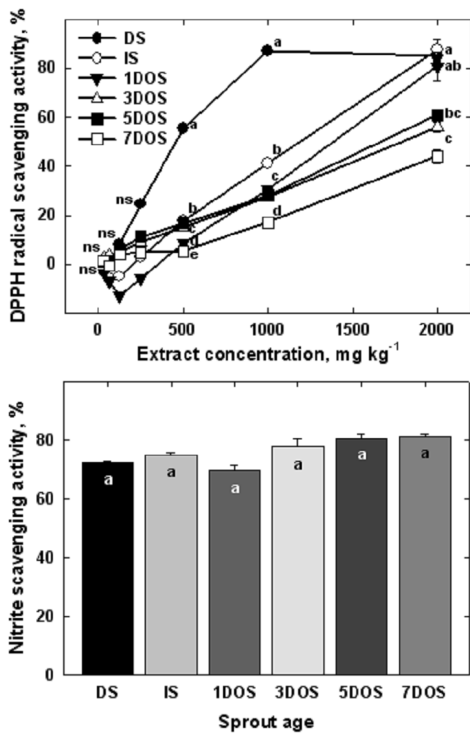 DPPH radical scavenging activity, %
80
60
40
20
0
DS
IS
1DOS
3DOS
5DOS
7DOS
a
a
ab
a
b
ns
bc
c
c
ns
b
c
d
ns
d
ns
e
0 500 1000 1500 2000
Extract concentration, mg kg⁻¹
Nitrite scavenging activity, %
100
80
60
40
20
0
a a a a a a
DS IS 1DOS 3DOS 5DOS 7DOS
Sprout age